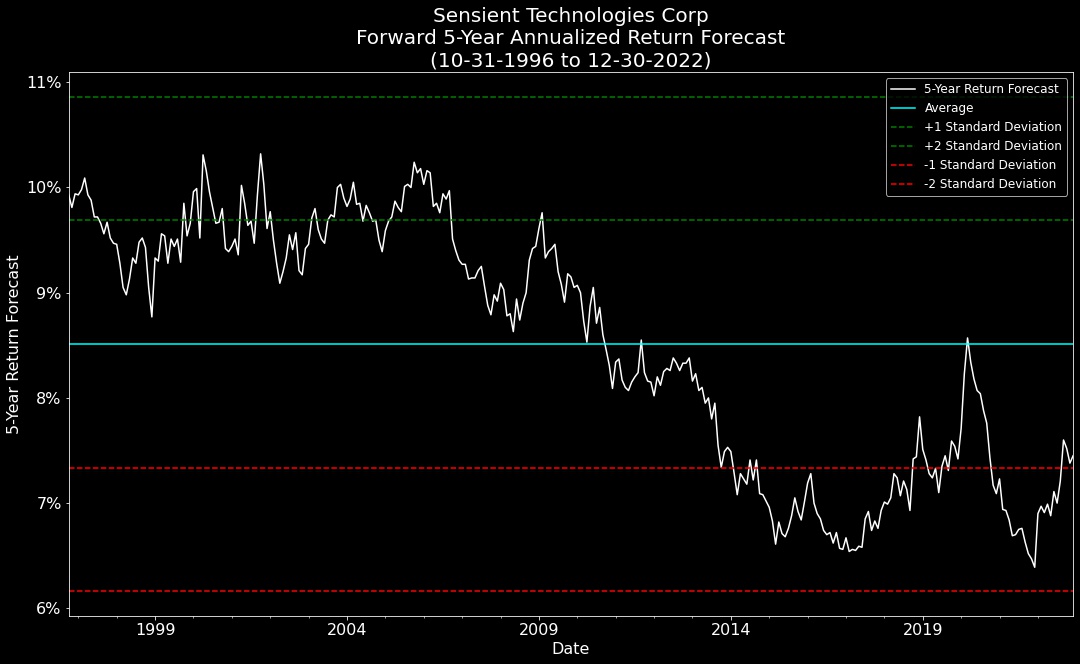 Sensient Technologies Corp
Forward 5-Year Annualized Return Forecast
(10-31-1996 to 12-30-2022)
11%
10%
9%
8%
7%
6%
5-Year Return Forecast
5-Year Return Forecast
Average
+1 Standard Deviation
+2 Standard Deviation
-1 Standard Deviation
-2 Standard Deviation
1999
2004
2009
2014
2019
Date